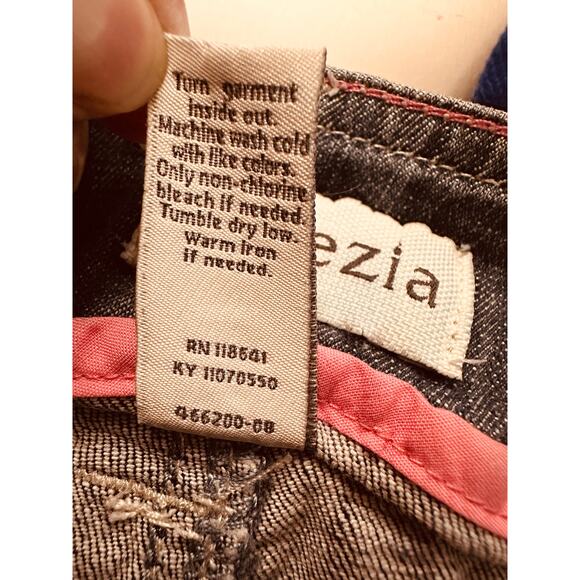 Turn garment
inside out.
Machine wash cold
with like colors.
Only non-chlorine
bleach if needed.
Tumble dry low.
Warm iron
if needed.
RN 118641
KY 11070550
466200-08
ezia